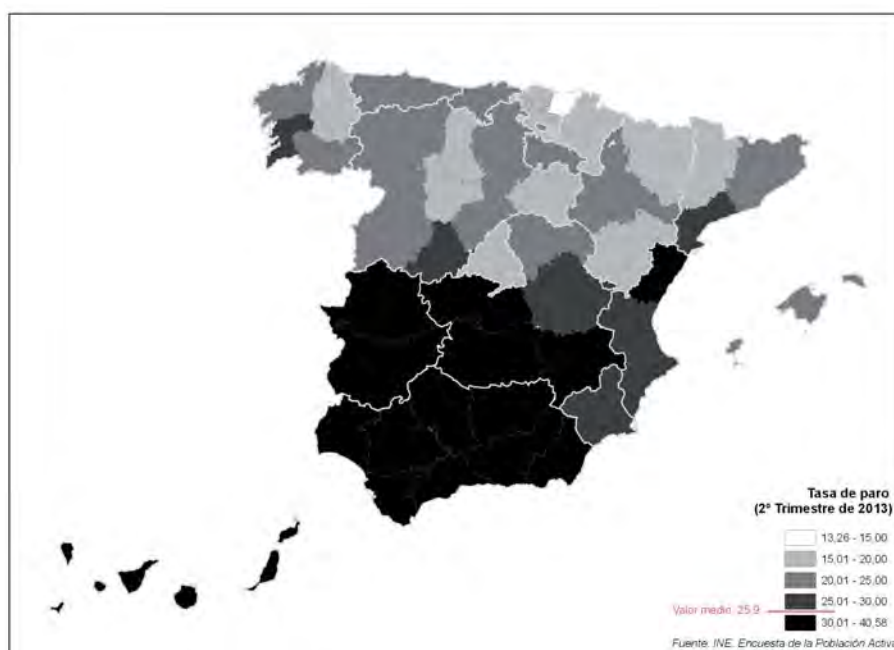 Tasa de paro
(2º Trimestre de 2013)
13,26 - 15,00
15,01 - 20,00
20,01 - 25,00
25,01 - 30,00
Valor medio. 25,9
30,01 - 40,58
Fuente. INE. Encuesta de la Población Activa